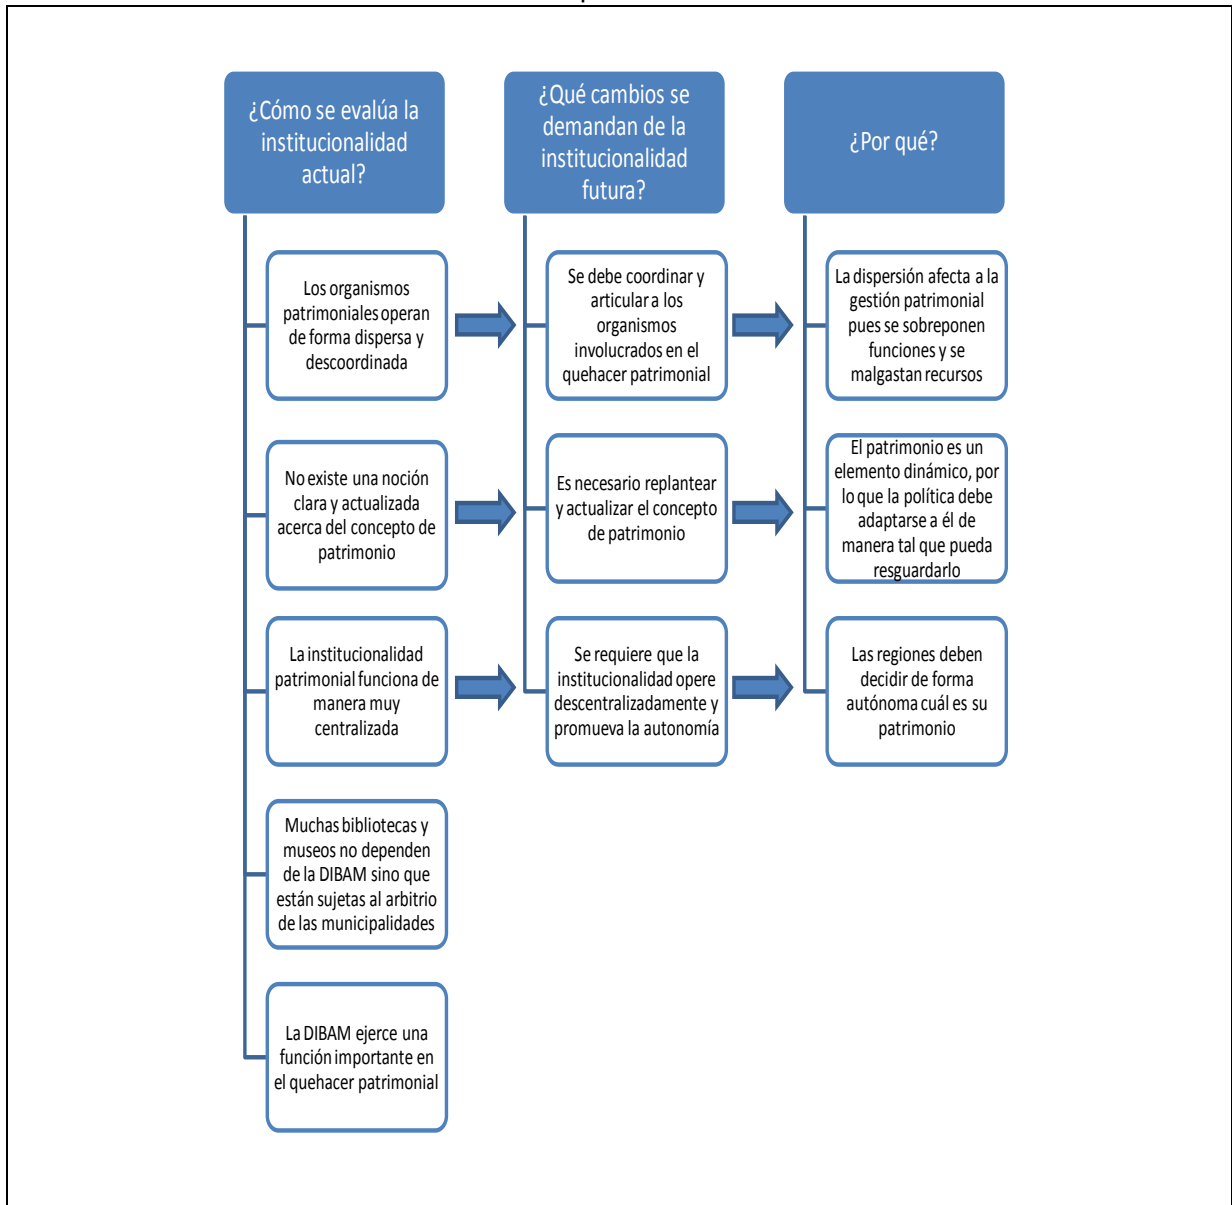 ¿Cómo se evalúa la
institucionalidad
actual?
Los organismos
patrimoniales operan
de forma dispersa y
descoordinada
No existe una noción
clara y actualizada
acerca del concepto de
patrimonio
La institucionalidad
patrimonial funciona de
manera muy
centralizada
Muchas bibliotecas y
museos no dependen
de la DIBAM sino que
están sujetas al arbitrio
de las municipalidades
La DIBAM ejerce una
función importante en
el quehacer patrimonial
¿Qué cambios se
demandan de la
institucionalidad
futura?
Se debe coordinar y
articular a los
organismos
involucrados en el
quehacer patrimonial
Es necesario replantear
y actualizar el concepto
de patrimonio
Se requiere que la
institucionalidad opere
descentralizadamente y
promueva la autonomía
¿Por qué?
La dispersión afecta a la
gestión patrimonial
pues se sobreponen
funciones y se
malgastan recursos
El patrimonio es un
elemento dinámico, por
lo que la política debe
adaptarse a él de
manera tal que pueda
resguardarlo
Las regiones deben
decidir de forma
autónoma cuál es su
patrimonio